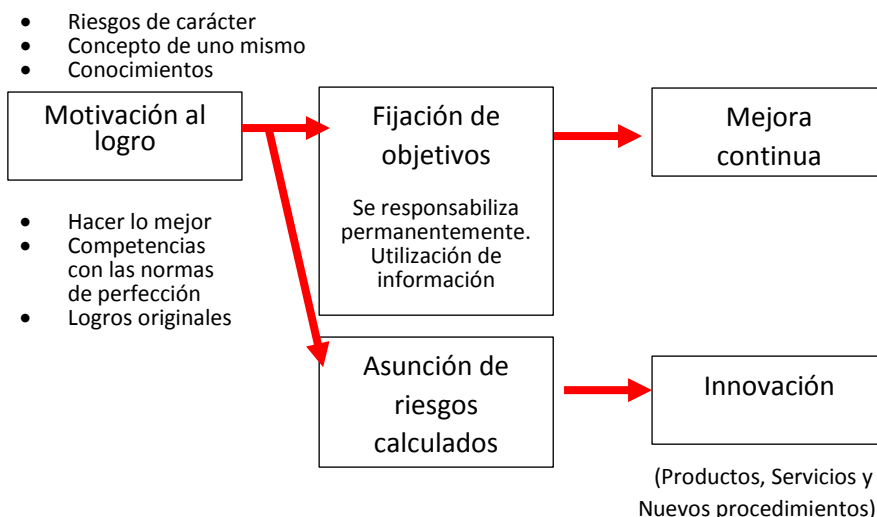 • Riesgos de carácter
• Concepto de uno mismo
• Conocimientos
Motivación al
logro
• Hacer lo mejor
• Competencias
con las normas
de perfección
• Logros originales
Fijación de
objetivos
Se responsabiliza
permanentemente.
Utilización de
información
Asunción de
riesgos
calculados
Mejora
continua
Innovación
(Productos, Servicios y
Nuevos procedimientos)